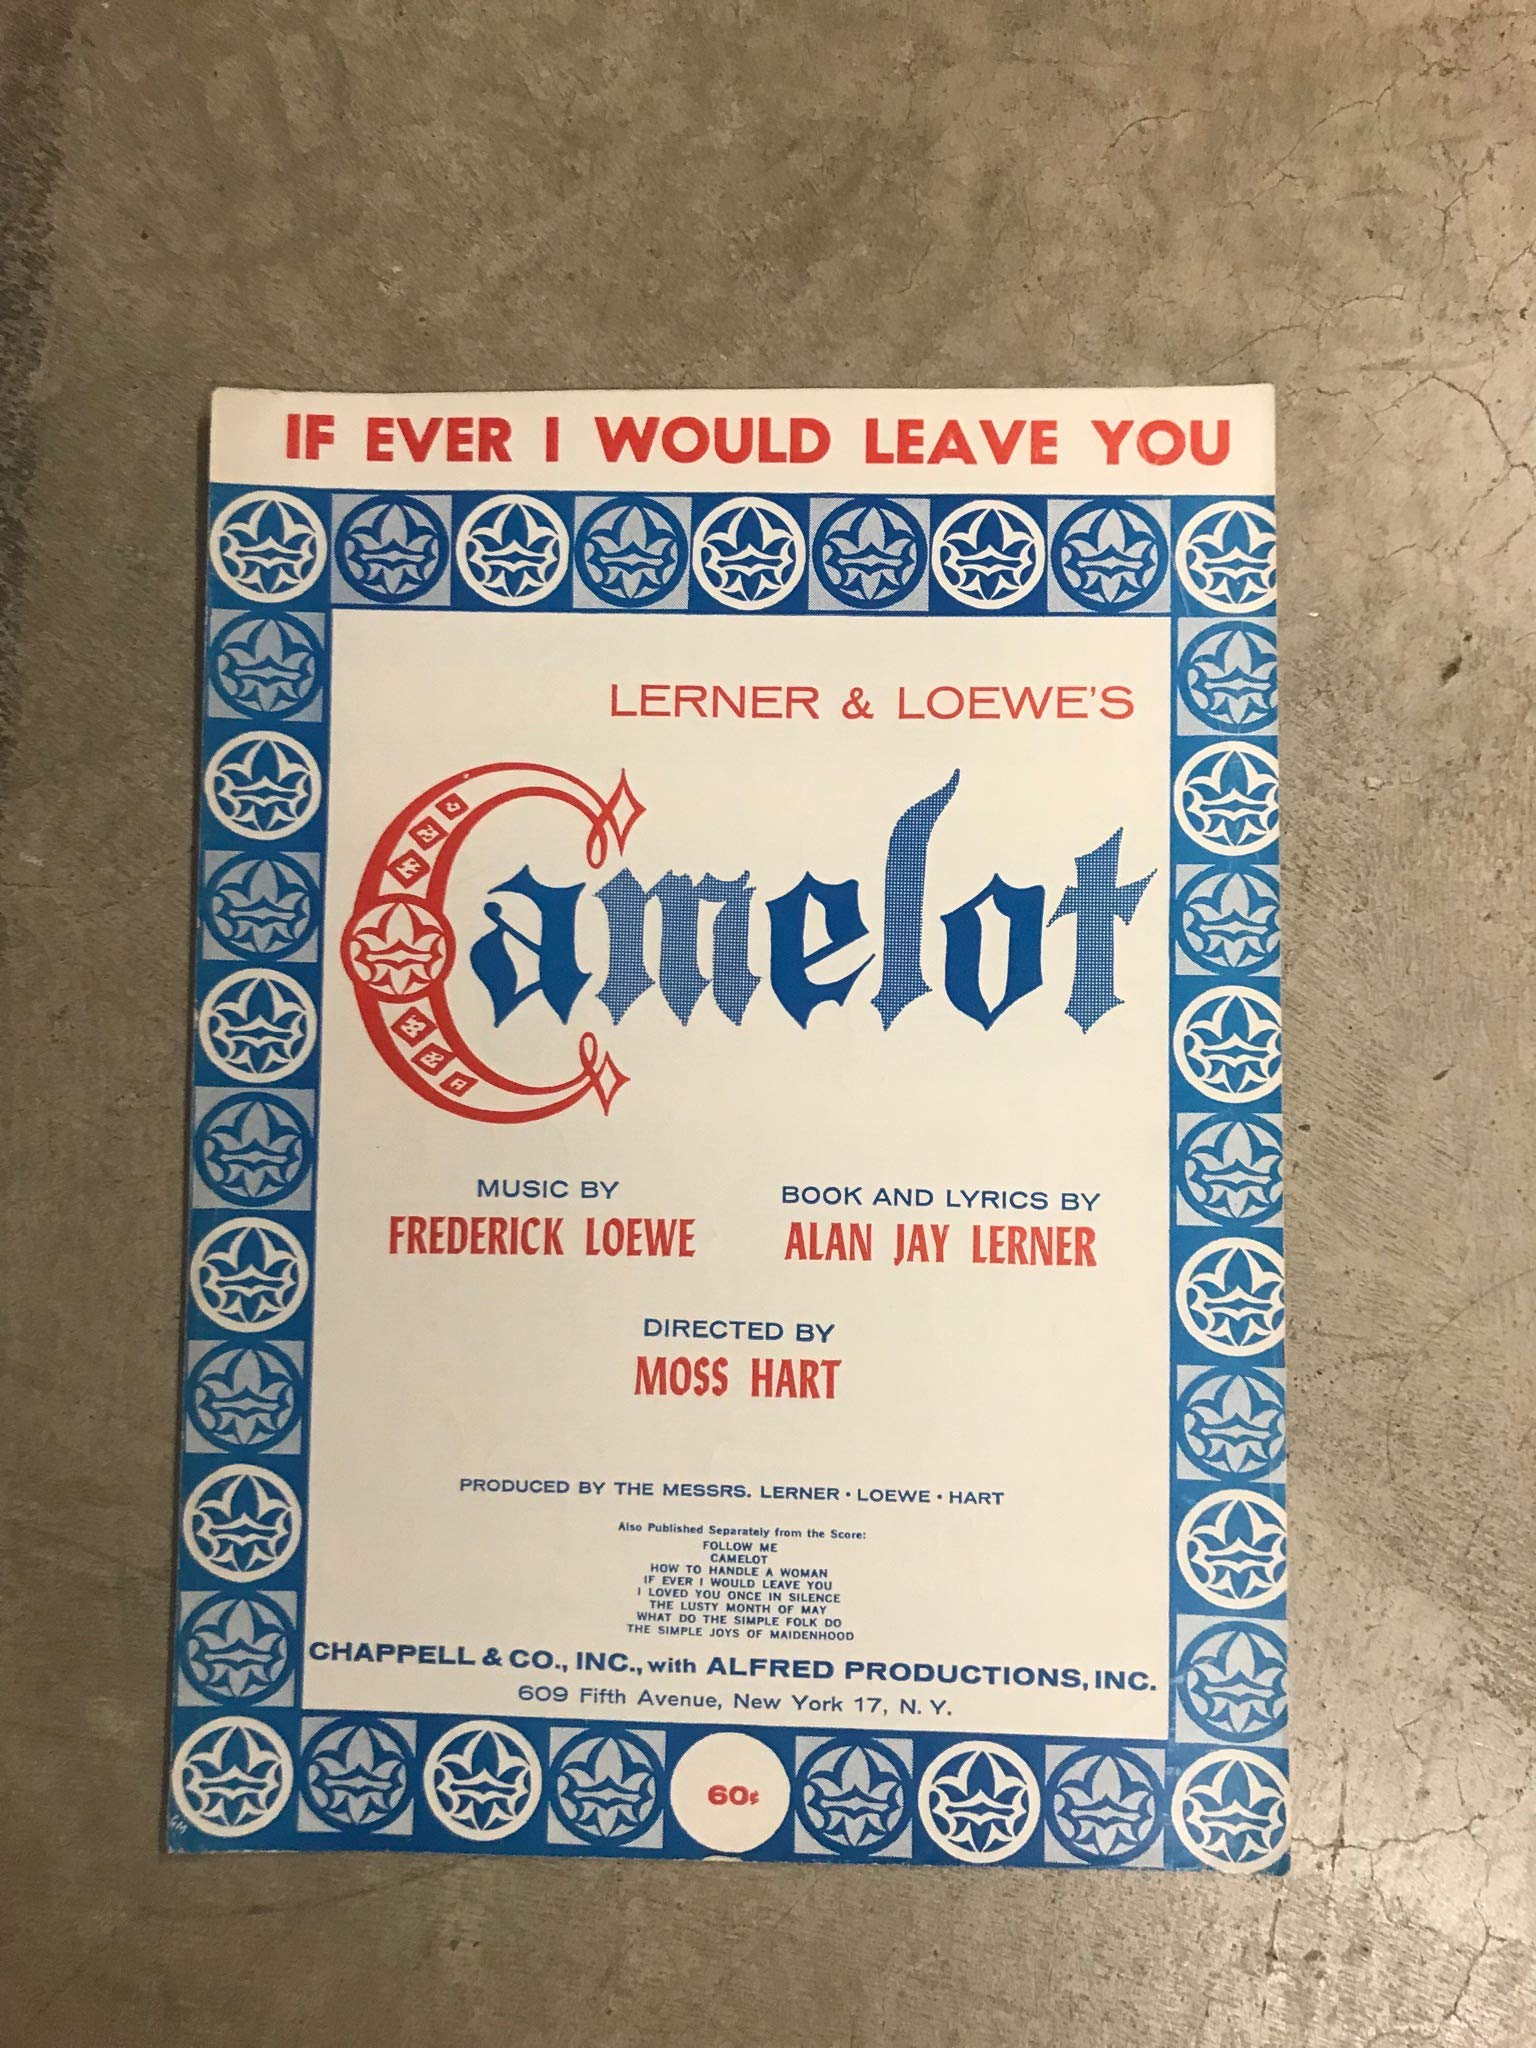 IF EVER I WOULD LEAVE YOU
LERNER & LOEWE'S
Camelot
MUSIC BY
FREDERICK LOEWE
BOOK AND LYRICS BY
ALAN JAY LERNER
DIRECTED BY
MOSS HART
PRODUCED BY THE MESSRS. LERNER • LOEWE • HART
Also Published Separately from the Score:
FOLLOW ME
CAMELOT
HOW TO HANDLE A WOMAN
IF EVER I WOULD LEAVE YOU
I LOVED YOU ONCE IN SILENCE
THE LUSTY MONTH OF MAY
WHAT DO THE SIMPLE FOLK DO
THE SIMPLE JOYS OF MAIDENHOOD
CHAPPELL & CO., INC., with ALFRED PRODUCTIONS, INC.
609 Fifth Avenue, New York 17, N. Y.
60¢
GM